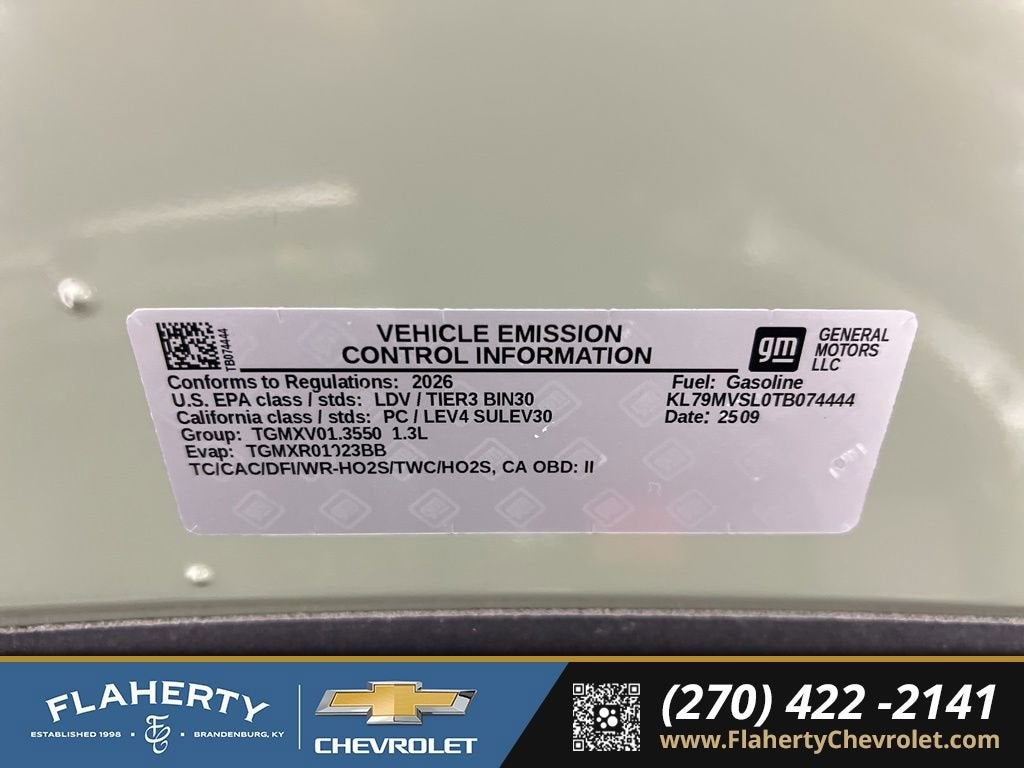 TB074444
VEHICLE EMISSION
CONTROL INFORMATION
gm
GENERAL
MOTORS
LLC
Conforms to Regulations: 2026
U.S. EPA class / stds: LDV / TIER3 BIN30
California class / stds: PC / LEV4 SULEV30
Group: TGMXV01.3550 1.3L
Evap: TGMXR01023BB
TC/CAC/DFI/WR-HO2S/TWC/HO2S, CA OBD: II
Fuel: Gasoline
KL79MVSL0TB074444
Date: 2509
FLAHERTY
ESTABLISHED 1998 • • BRANDENBURG, KY
CHEVROLET
(270) 422 -2141
www.FlahertyChevrolet.com